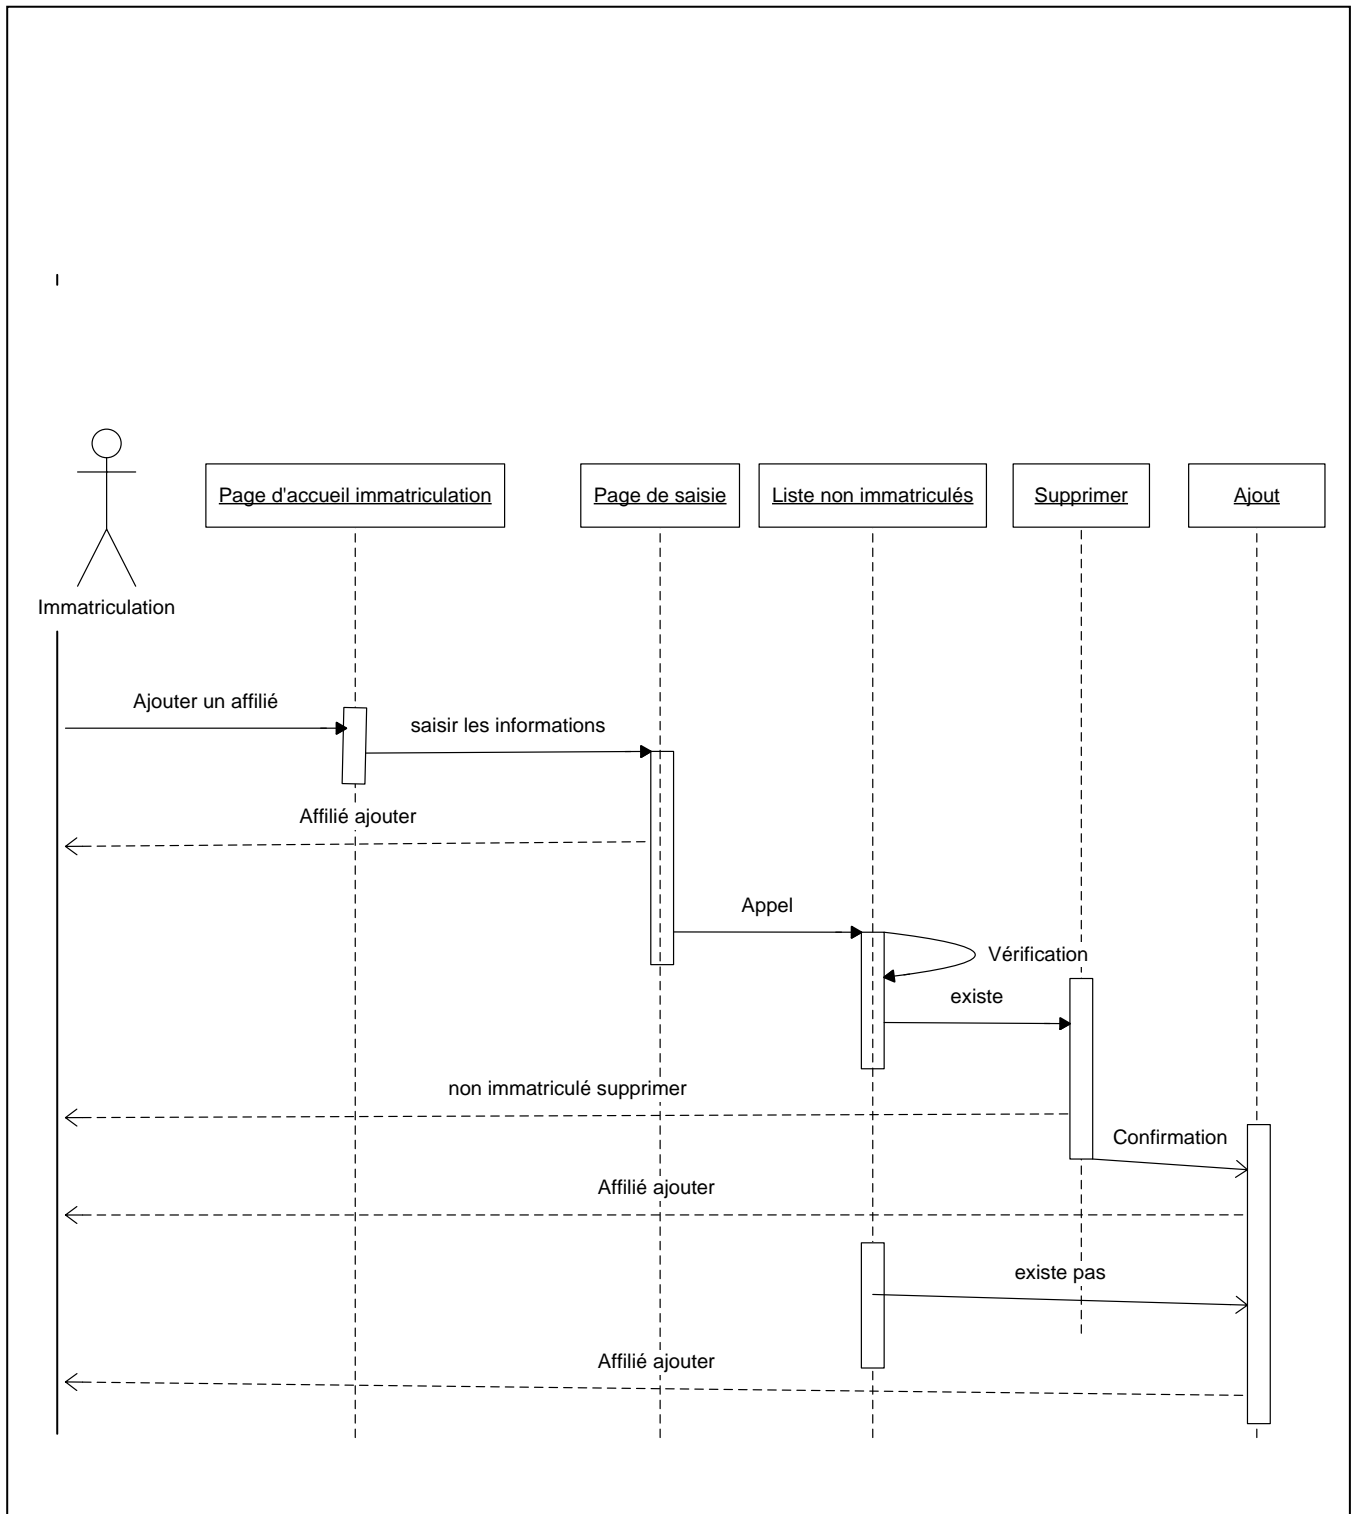 Page d'accueil immatriculation
Page de saisie
Liste non immatriculés
Supprimer
Ajout
Immatriculation
Ajouter un affilié
saisir les informations
Affilié ajouter
Appel
Vérification
existe
non immatriculé supprimer
Confirmation
Affilié ajouter
existe pas
Affilié ajouter